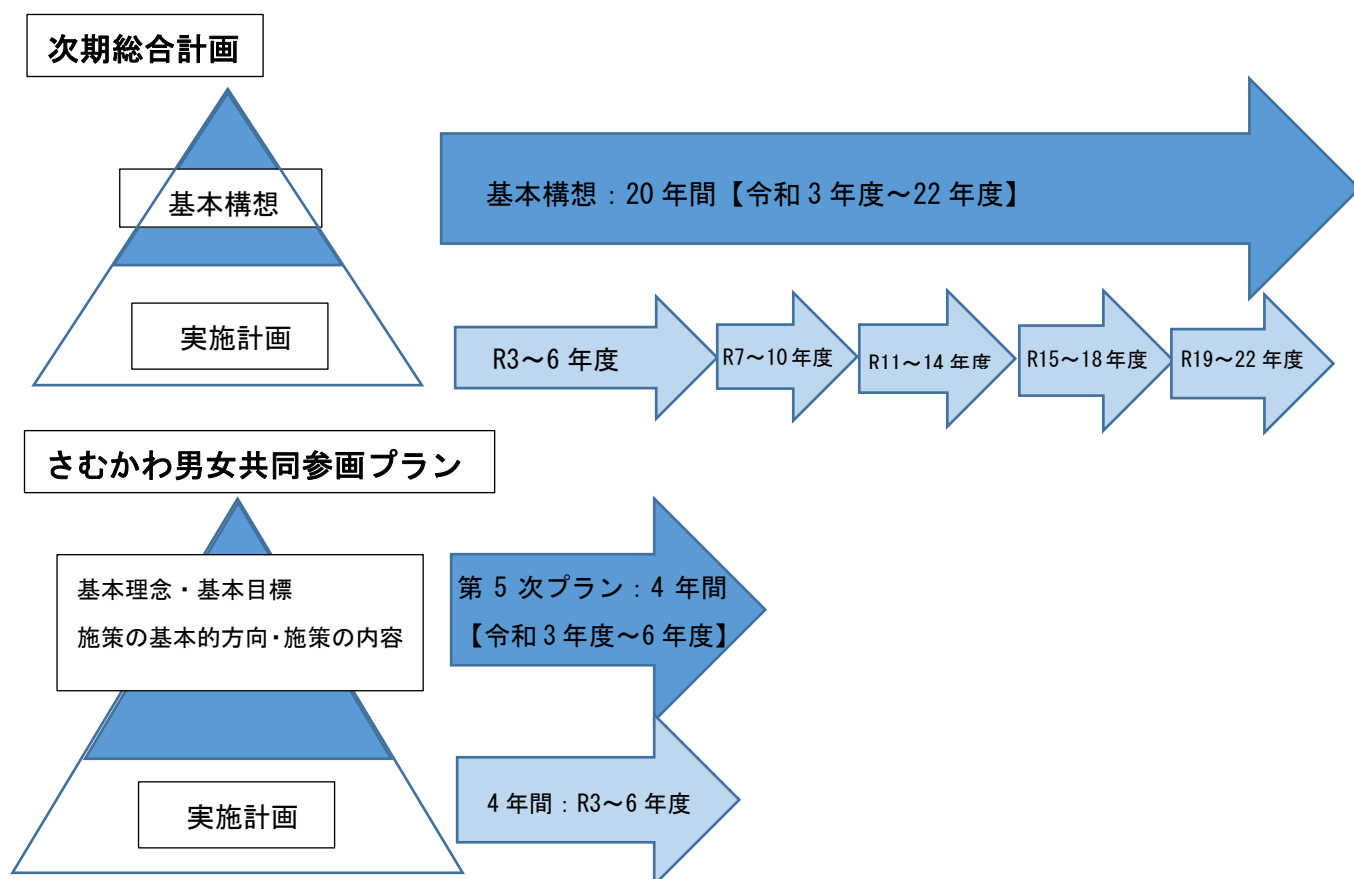 次期総合計画
基本構想
基本構想：20 年間【令和 3 年度～22 年度】
実施計画
R3～6 年度
R7～10 年度
R11～14 年度
R15～18 年度
R19～22 年度
さむかわ男女共同参画プラン
基本理念・基本目標
施策の基本的方向・施策の内容
第 5 次プラン：4 年間
【令和 3 年度～6 年度】
実施計画
4 年間：R3～6 年度